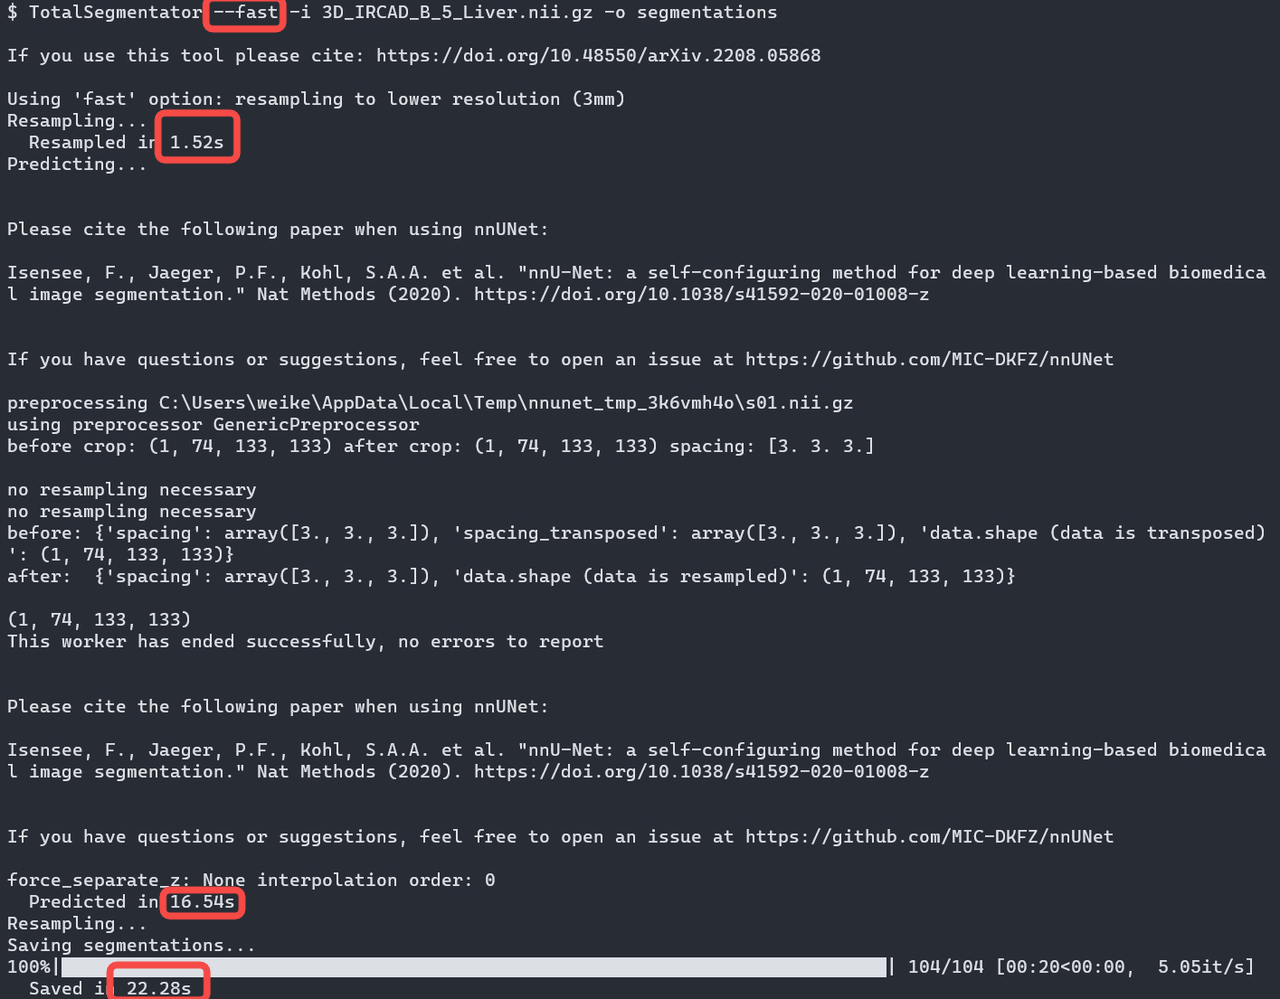 $ TotalSegmentator --fast -i 3D_IRCAD_B_5_Liver.nii.gz -o segmentations
If you use this tool please cite: https://doi.org/10.48550/arXiv.2208.05868
Using 'fast' option: resampling to lower resolution (3mm)
Resampling...
Resampled in 1.52s
Predicting...
Please cite the following paper when using nnUNet:
Isensee, F., Jaeger, P.F., Kohl, S.A.A. et al. "nnU-Net: a self-configuring method for deep learning-based biomedica
l image segmentation." Nat Methods (2020). https://doi.org/10.1038/s41592-020-01008-z
If you have questions or suggestions, feel free to open an issue at https://github.com/MIC-DKFZ/nnUNet
preprocessing C:\Users\weike\AppData\Local\Temp\nnunet_tmp_3k6vmh4o\s01.nii.gz
using preprocessor GenericPreprocessor
before crop: (1, 74, 133, 133) after crop: (1, 74, 133, 133) spacing: [3. 3. 3.]
no resampling necessary
no resampling necessary
before: {'spacing': array([3., 3., 3.]), 'spacing_transposed': array([3., 3., 3.]), 'data.shape (data is transposed)
': (1, 74, 133, 133)}
after:  {'spacing': array([3., 3., 3.]), 'data.shape (data is resampled)': (1, 74, 133, 133)}
(1, 74, 133, 133)
This worker has ended successfully, no errors to report
Please cite the following paper when using nnUNet:
Isensee, F., Jaeger, P.F., Kohl, S.A.A. et al. "nnU-Net: a self-configuring method for deep learning-based biomedica
l image segmentation." Nat Methods (2020). https://doi.org/10.1038/s41592-020-01008-z
If you have questions or suggestions, feel free to open an issue at https://github.com/MIC-DKFZ/nnUNet
force_separate_z: None interpolation order: 0
Predicted in 16.54s
Resampling...
Saving segmentations...
100%| | 104/104 [00:20<00:00,  5.05it/s]
Saved in 22.28s